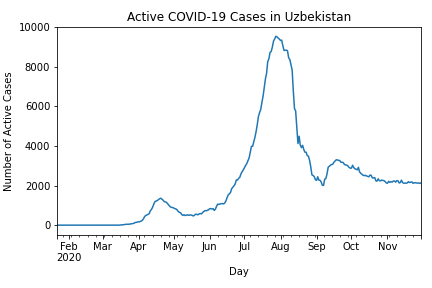 Active COVID-19 Cases in Uzbekistan
Number of Active Cases
10000
8000
6000
4000
2000
0
Feb Mar Apr May Jun Jul Aug Sep Oct Nov
2020
Day